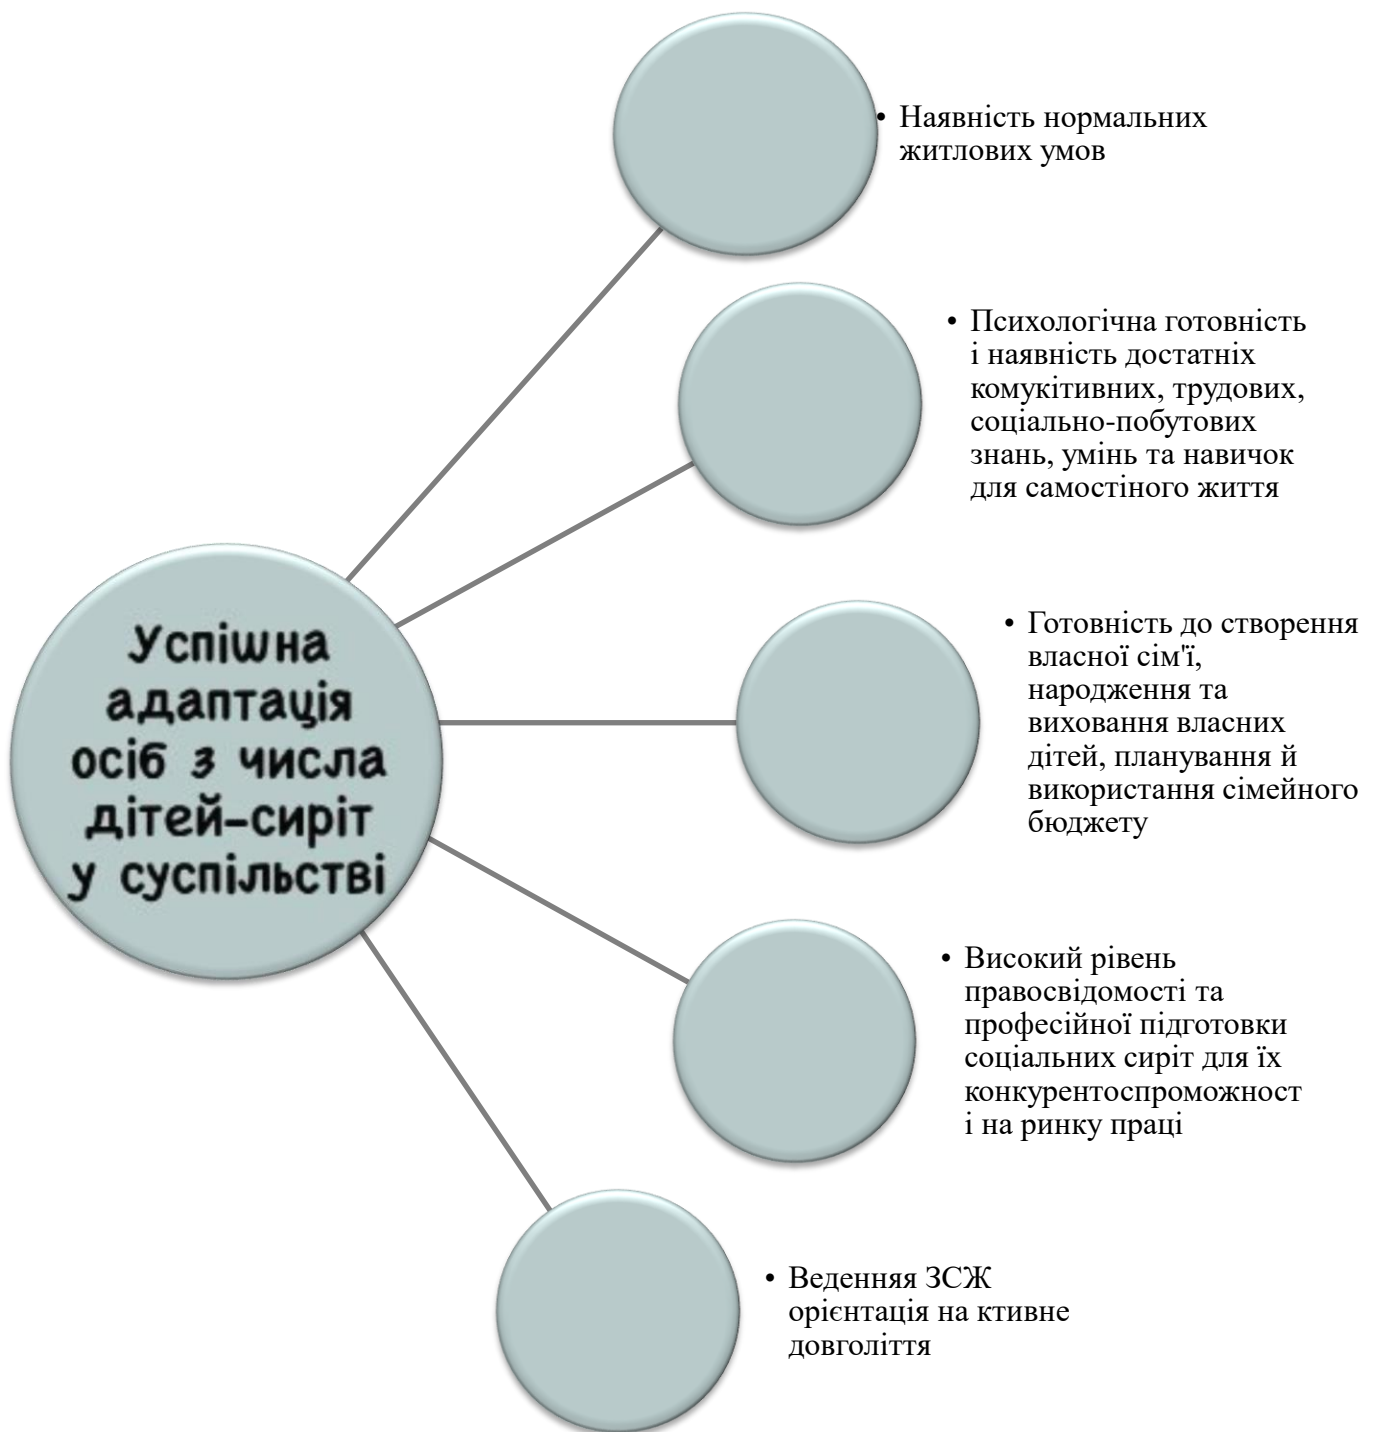 • Наявність нормальних
житлових умов
• Психологічна готовність
і наявність достатніх
комукітивних, трудових,
соціально-побутових
знань, умінь та навичок
для самостіного життя
Успішна
адаптація
осіб з числа
дітей-сиріт
у суспільстві
• Готовність до створення
власної сім'ї,
народження та
виховання власних
дітей, планування й
використання сімейного
бюджету
• Високий рівень
правосвідомості та
професійної підготовки
соціальних сиріт для їх
конкурентоспроможност
і на ринку праці
• Веденняя ЗСЖ
орієнтація на ктивне
довголіття